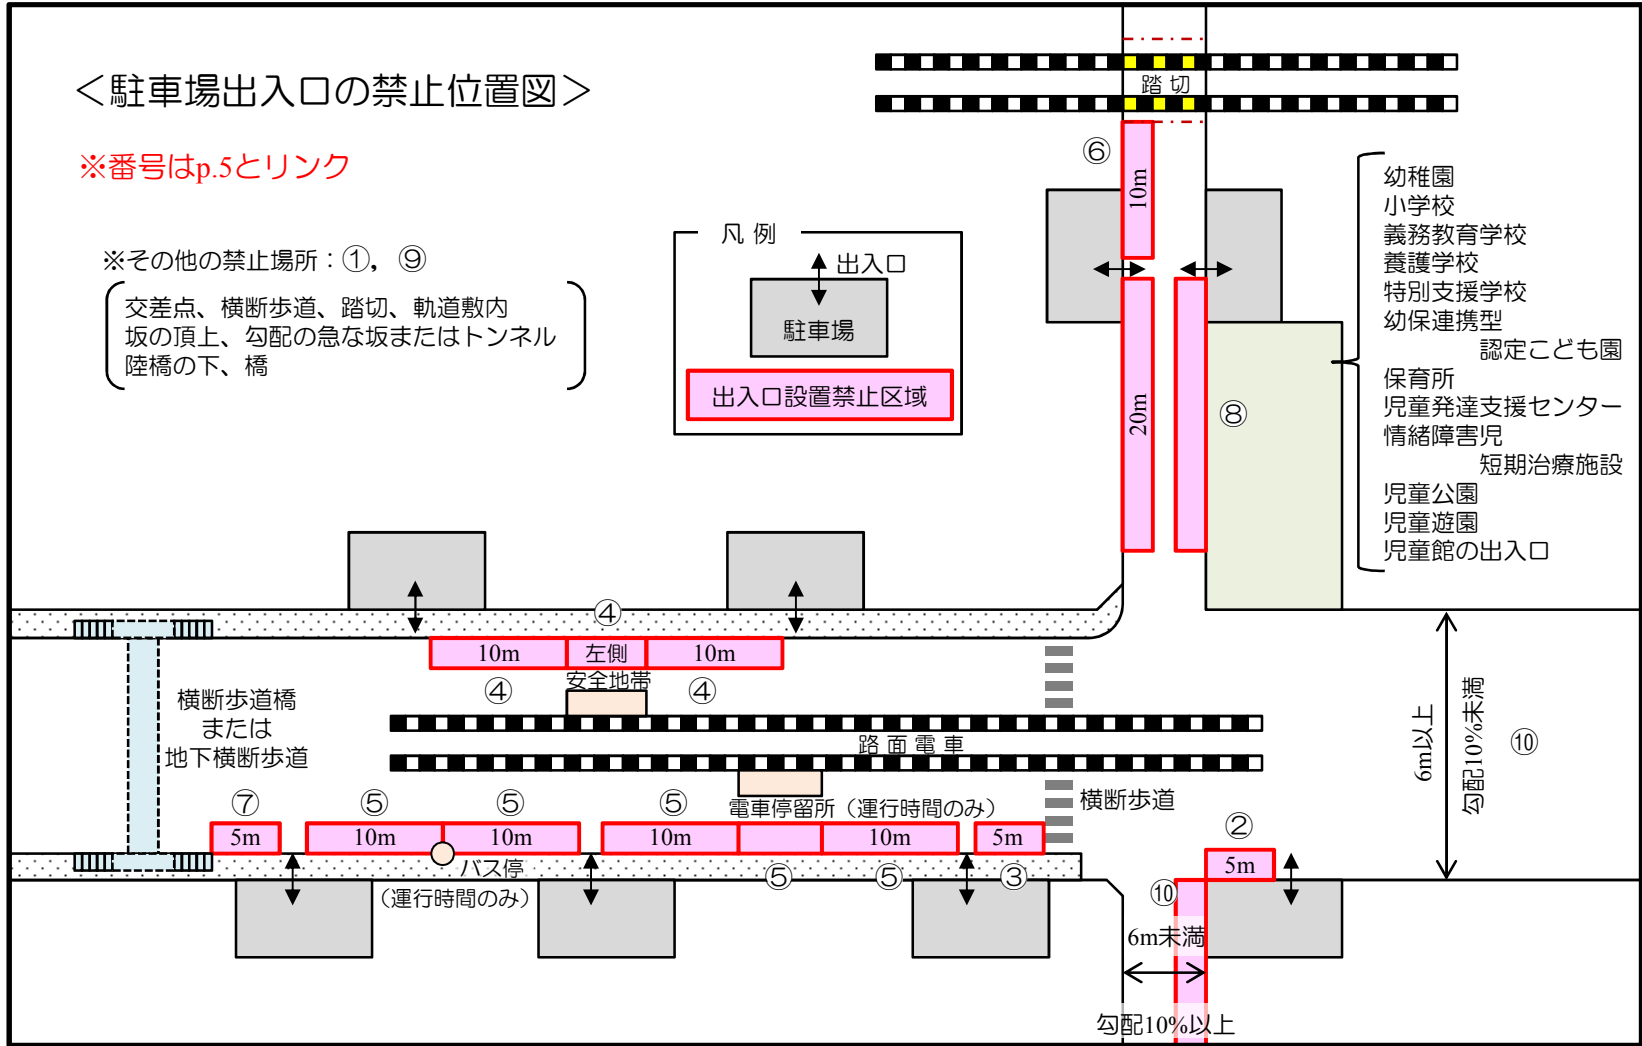 ＜駐車場出入口の禁止位置図＞
※番号はp.5とリンク
※その他の禁止場所：①，⑨
交差点、横断歩道、踏切、軌道敷内
坂の頂上、勾配の急な坂またはトンネル
陸橋の下、橋
凡例
出入口
駐車場
出入口設置禁止区域
踏切
⑥
10m
20m
⑧
幼稚園
小学校
義務教育学校
養護学校
特別支援学校
幼保連携型
認定こども園
保育所
児童発達支援センター
情緒障害児
短期治療施設
児童公園
児童遊園
児童館の出入口
④
10m
左側
10m
④
安全地帯
④
横断歩道橋
または
地下横断歩道
路面電車
6m以上
勾配10%未満
⑩
⑦
⑤
⑤
⑤
電車停留所（運行時間のみ）
横断歩道
5m
10m
10m
10m
10m
5m
②
5m
バス停
（運行時間のみ）
⑤
⑤
③
⑩
6m未満
勾配10%以上